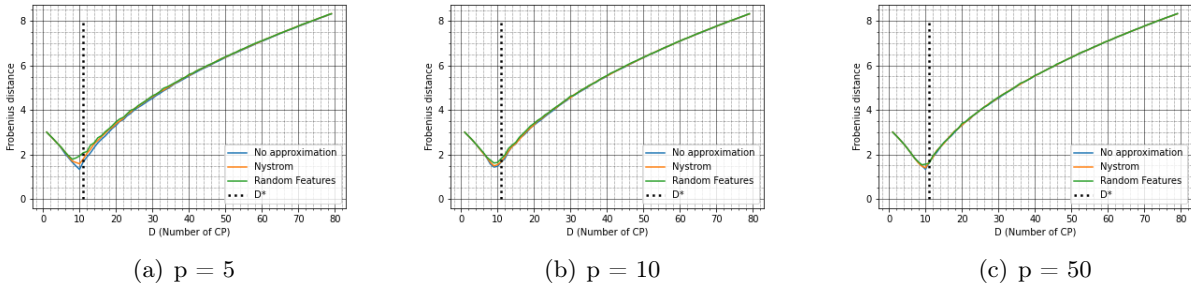 Frobenius distance
8
6
4
2
0
No approximation
Nystrom
Random Features
D*
0 10 20 30 40 50 60 70 80
D (Number of CP)
(a) p = 5
Frobenius distance
8
6
4
2
0
No approximation
Nystrom
Random Features
D*
0 10 20 30 40 50 60 70 80
D (Number of CP)
(b) p = 10
Frobenius distance
8
6
4
2
0
No approximation
Nystrom
Random Features
D*
0 10 20 30 40 50 60 70 80
D (Number of CP)
(c) p = 50